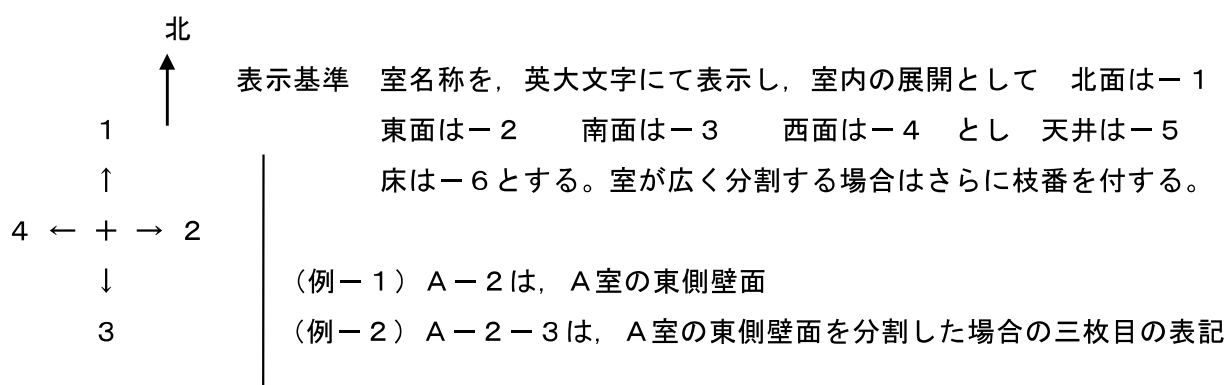 北
表示基準　室名称を，英大文字にて表示し，室内の展開として　北面は－１
1　東面は－２　　南面は－３　　西面は－４　とし　天井は－５
↑　床は－６とする。室が広く分割する場合はさらに枝番を付する。
4 ← ＋ → 2
↓　（例－１）Ａ－２は，Ａ室の東側壁面
3　（例－２）Ａ－２－３は，Ａ室の東側壁面を分割した場合の三枚目の表記